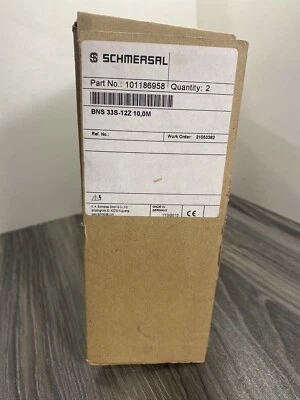 SCHMERSAL
Part No.: 101186958 Quantity: 2
BNS 33S-12Z 10,0M
Ref. No.: Work Order: 21050382
MADE IN
GERMANY
CE